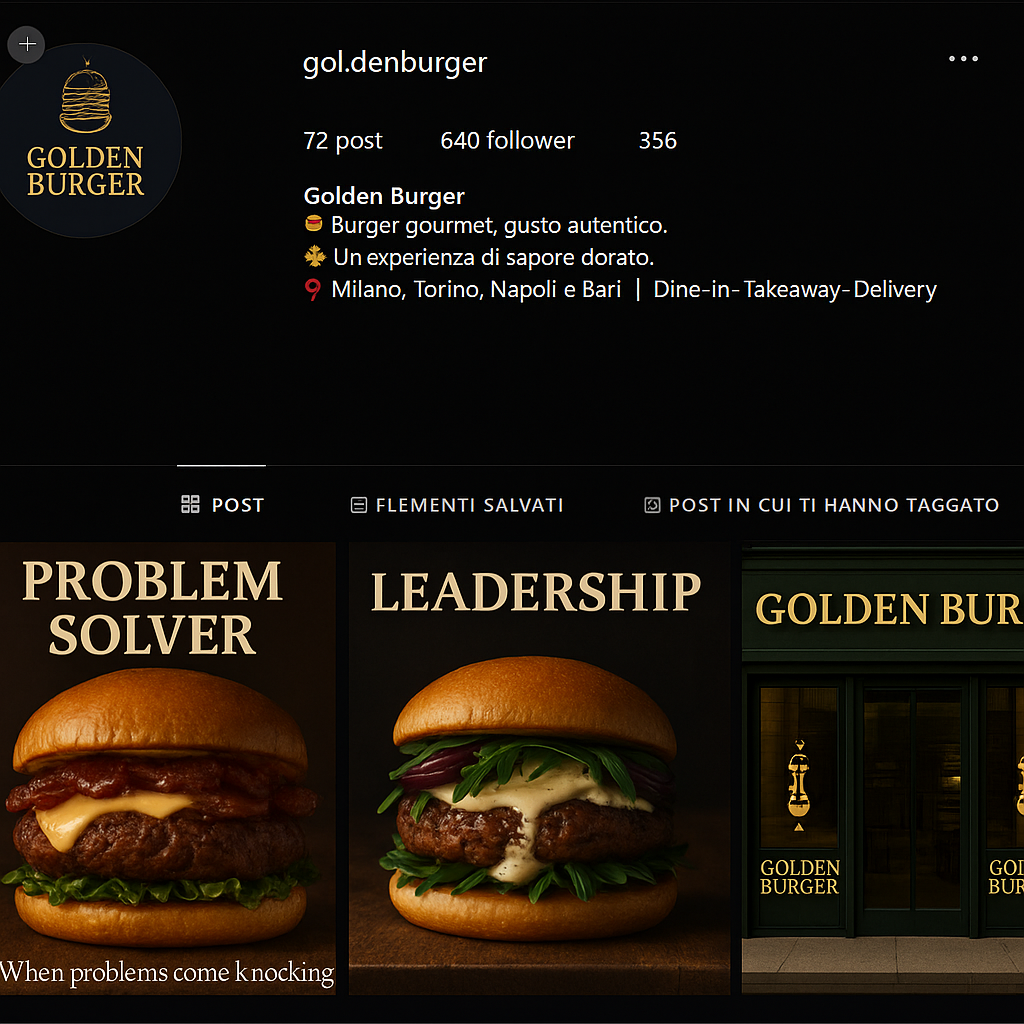 gol.denburger
72 post 640 follower 356
GOLDEN
BURGER
Golden Burger
Burger gourmet, gusto autentico.
Un experienza di sapore dorato.
Milano, Torino, Napoli e Bari | Dine-in-Takeaway-Delivery
POST FLEMENTI SALVATI POST IN CUI TI HANNO TAGGATO
PROBLEM
SOLVER
When problems come knocking
LEADERSHIP
GOLDEN BUR
GOLDEN
BURGER
GOL
BUR